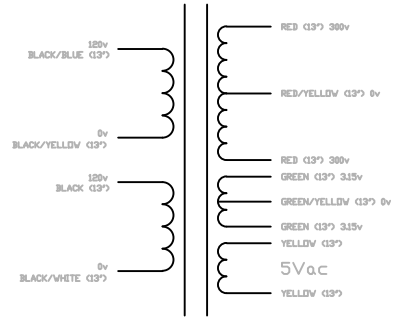 120v
BLACK/BLUE (13")
0v
BLACK/YELLOW (13")
120v
BLACK (13")
0v
BLACK/WHITE (13")
RED (13") 300v
RED/YELLOW (13") 0v
RED (13") 300v
GREEN (13") 3.15v
GREEN/YELLOW (13") 0v
GREEN (13") 3.15v
YELLOW (13")
5Vac
YELLOW (13")